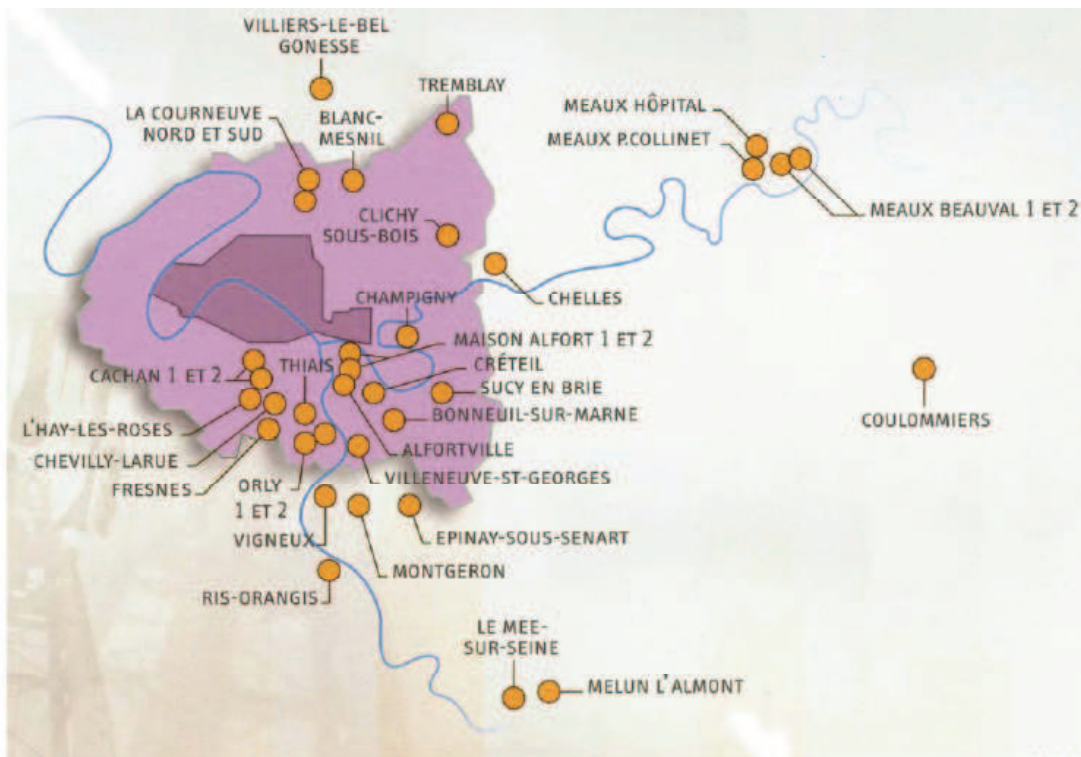 VILLIERS-LE-BEL
GONESSE
TREMBLAY
LA COURNEUVE
NORD ET SUD
BLANC-
MESNIL
MEAUX HÔPITAL
MEAUX P.COLLINET
MEAUX BEAUVAL 1 ET 2
CLICHY
SOUS-BOIS
CHELLES
CHAMPIGNY
MAISON ALFORT 1 ET 2
THIAIS
CRÉTEIL
CACHAN 1 ET 2
SUCY EN BRIE
BONNEUIL-SUR-MARNE
COULOMMIERS
L'HAY-LES-ROSES
ALFORTVILLE
CHEVILLY-LARUE
VILLENEUVE-ST-GEORGES
FRESNES
ORLY
1 ET 2
VIGNEUX
EPINAY-SOUS-SENART
MONTGERON
RIS-ORANGIS
LE MEE-
SUR-SEINE
MELUN L'ALMONT